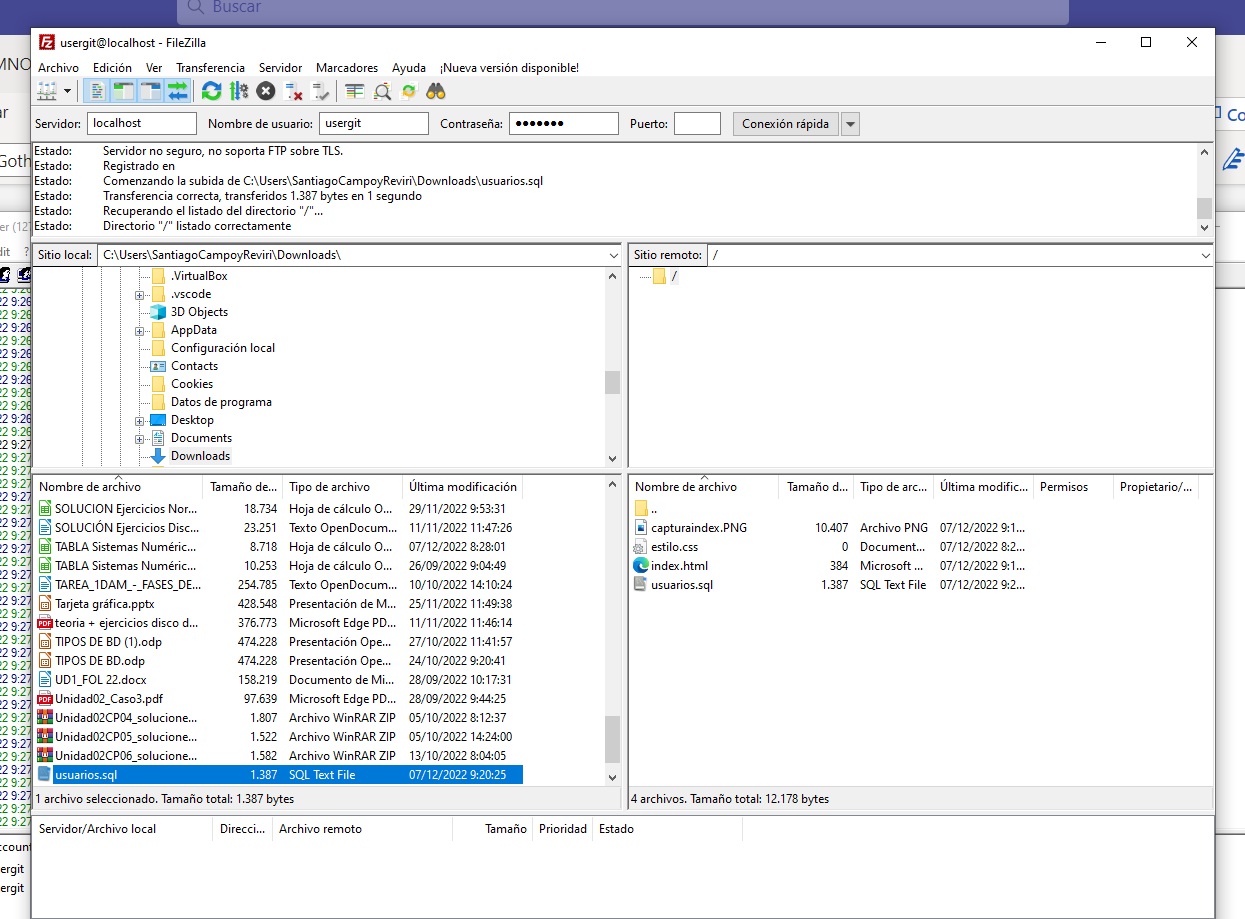 Buscar
usergit@localhost - FileZilla
Archivo Edición Ver Transferencia Servidor Marcadores Ayuda ¡Nueva versión disponible!
Servidor: localhost Nombre de usuario: usergit Contraseña: ●●●●●●● Puerto: Conexión rápida
Estado: Servidor no seguro, no soporta FTP sobre TLS.
Estado: Registrado en
Estado: Comenzando la subida de C:\Users\SantiagoCampoyReviri\Downloads\usuarios.sql
Estado: Transferencia correcta, transferidos 1.387 bytes en 1 segundo
Estado: Recuperando el listado del directorio "/"...
Estado: Directorio "/" listado correctamente
Sitio local: C:\Users\SantiagoCampoyReviri\Downloads\
.VirtualBox
.vscode
3D Objects
AppData
Configuración local
Contacts
Cookies
Datos de programa
Desktop
Documents
Downloads
Sitio remoto: /
/
Nombre de archivo Tamaño de... Tipo de archivo Última modificación
SOLUCION Ejercicios Nor... 18.734 Hoja de cálculo O... 29/11/2022 9:53:31
SOLUCIÓN Ejercicios Disc... 23.251 Texto OpenDocum... 11/11/2022 11:47:26
TABLA Sistemas Numéric... 8.718 Hoja de cálculo O... 07/12/2022 8:28:01
TABLA Sistemas Numéric... 10.253 Hoja de cálculo O... 26/09/2022 9:04:49
TAREA_1DAM_-_FASES_DE... 254.785 Texto OpenDocum... 10/10/2022 14:10:24
Tarjeta gráfica.pptx 428.548 Presentación de M... 25/11/2022 11:49:38
teoria + ejercicios disco d... 376.773 Microsoft Edge PD... 11/11/2022 11:46:14
TIPOS DE BD (1).odp 474.228 Presentación Ope... 27/10/2022 11:41:57
TIPOS DE BD.odp 474.228 Presentación Ope... 24/10/2022 9:20:41
UD1_FOL 22.docx 158.219 Documento de Mi... 28/09/2022 10:17:31
Unidad02_Caso3.pdf 97.639 Microsoft Edge PD... 28/09/2022 9:44:25
Unidad02CP04_solucione... 1.807 Archivo WinRAR ZIP 05/10/2022 8:12:37
Unidad02CP05_solucione... 1.522 Archivo WinRAR ZIP 05/10/2022 14:24:00
Unidad02CP06_solucione... 1.582 Archivo WinRAR ZIP 13/10/2022 8:04:05
usuarios.sql 1.387 SQL Text File 07/12/2022 9:20:25
1 archivo seleccionado. Tamaño total: 1.387 bytes
Nombre de archivo Tamaño d... Tipo de arc... Última modific... Permisos Propietario/...
..
capturaindex.PNG 10.407 Archivo PNG 07/12/2022 9:1...
estilo.css 0 Document... 07/12/2022 8:2...
index.html 384 Microsoft ... 07/12/2022 9:1...
usuarios.sql 1.387 SQL Text File 07/12/2022 9:2...
4 archivos. Tamaño total: 12.178 bytes
Servidor/Archivo local Direcci... Archivo remoto Tamaño Prioridad Estado